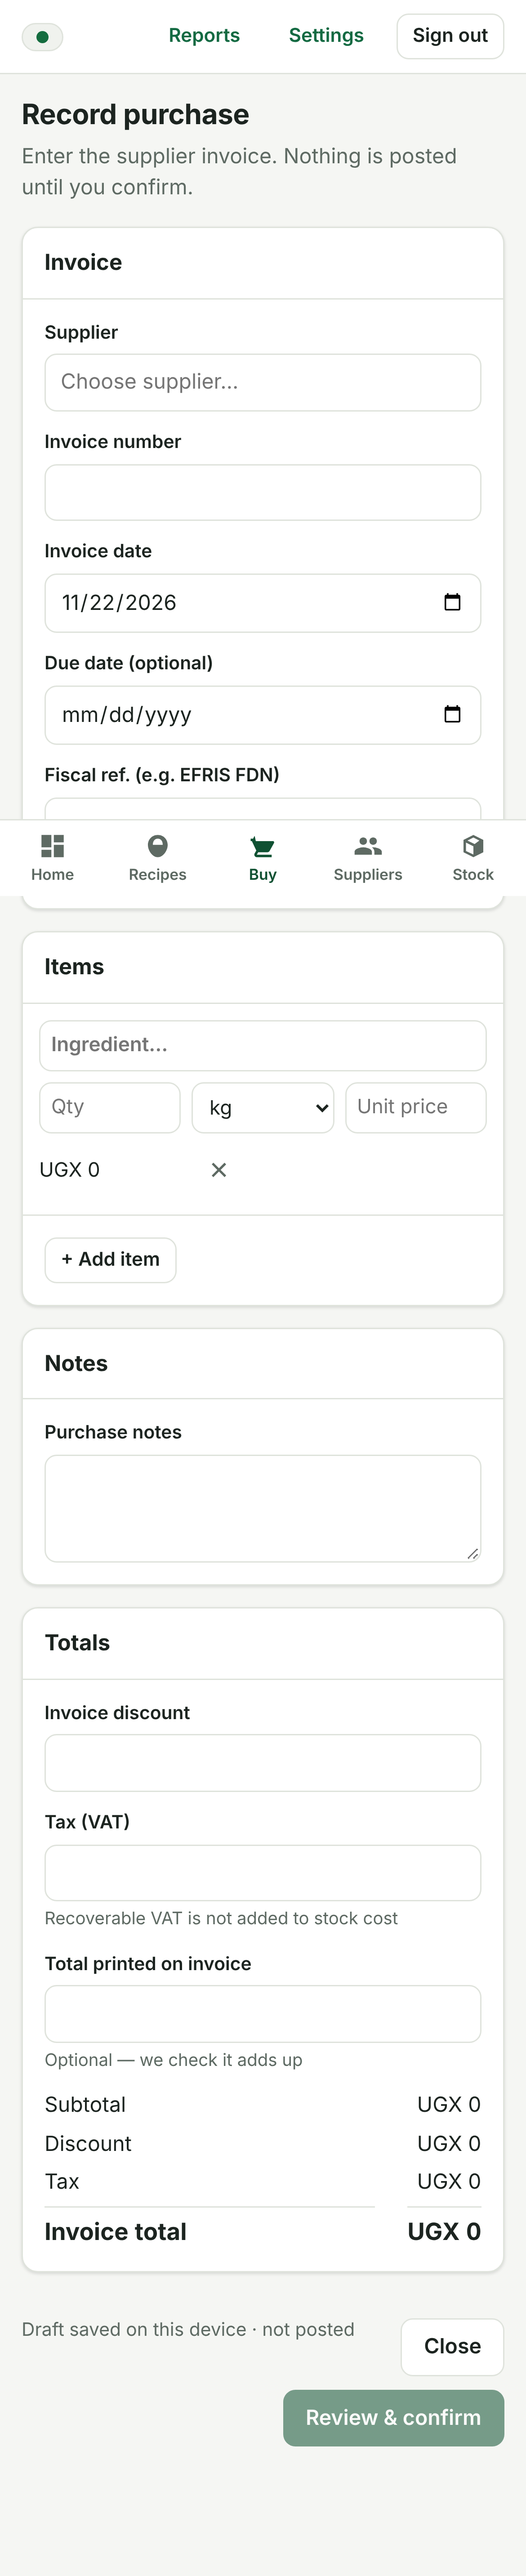 Reports Settings Sign out
Record purchase
Enter the supplier invoice. Nothing is posted
until you confirm.
Invoice
Supplier
Choose supplier...
Invoice number
Invoice date
11/22/2026
Due date (optional)
mm/dd/yyyy
Fiscal ref. (e.g. EFRIS FDN)
Home Recipes Buy Suppliers Stock
Items
Ingredient...
Qty kg Unit price
UGX 0 ✕
+ Add item
Notes
Purchase notes
Totals
Invoice discount
Tax (VAT)
Recoverable VAT is not added to stock cost
Total printed on invoice
Optional — we check it adds up
Subtotal UGX 0
Discount UGX 0
Tax UGX 0
Invoice total UGX 0
Draft saved on this device · not posted
Close
Review & confirm